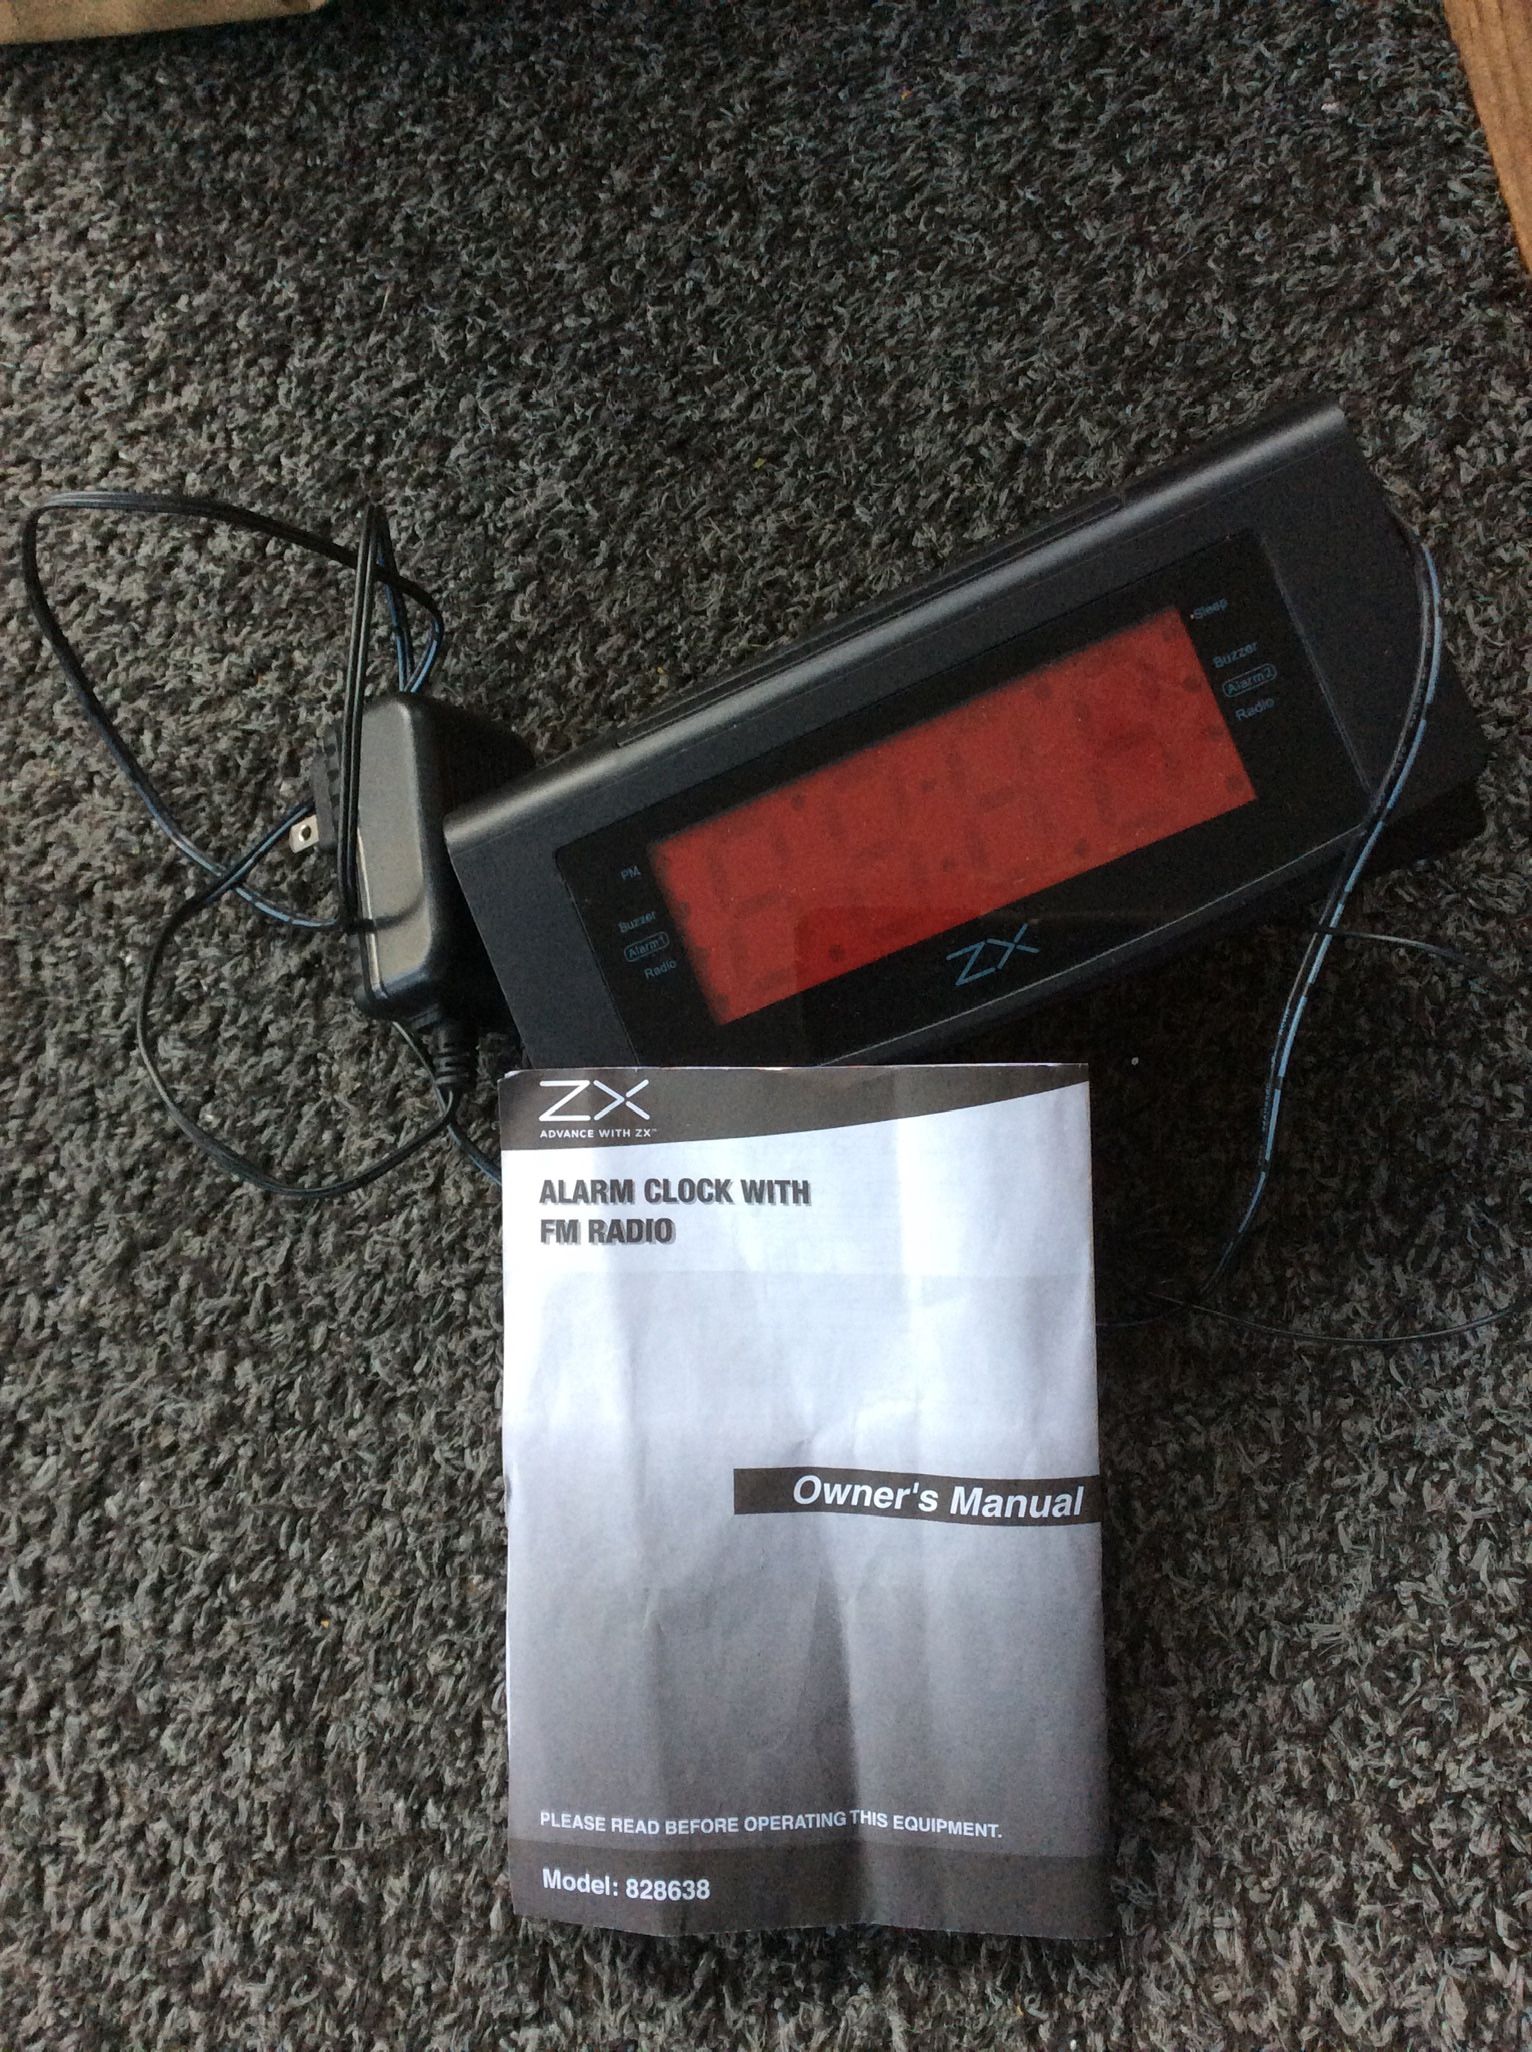 Sleep
Buzzer
Alarm2
Radio
PM
Buzzer
Alarm1
Radio
ZX
ZX
ADVANCE WITH ZX™
ALARM CLOCK WITH
FM RADIO
Owner's Manual
PLEASE READ BEFORE OPERATING THIS EQUIPMENT.
Model: 828638